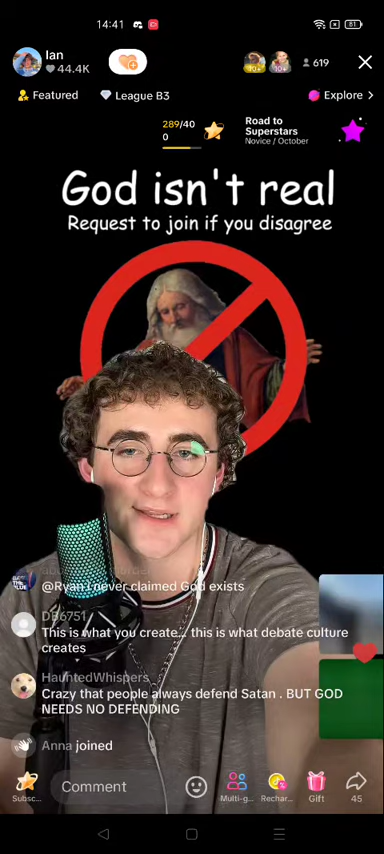 14:41
81
Ian
44.4K
10+
10+
619
Featured
League B3
Explore
289/40
0
Road to
Superstars
Novice / October
God isn't real
Request to join if you disagree
@Ryan I never claimed God exists
DB6751
This is what you create... this is what debate culture
creates
HauntedWhispers
Crazy that people always defend Satan . BUT GOD
NEEDS NO DEFENDING
Anna joined
Comment
Subsc...
Multi-g...
Rechar...
Gift
45